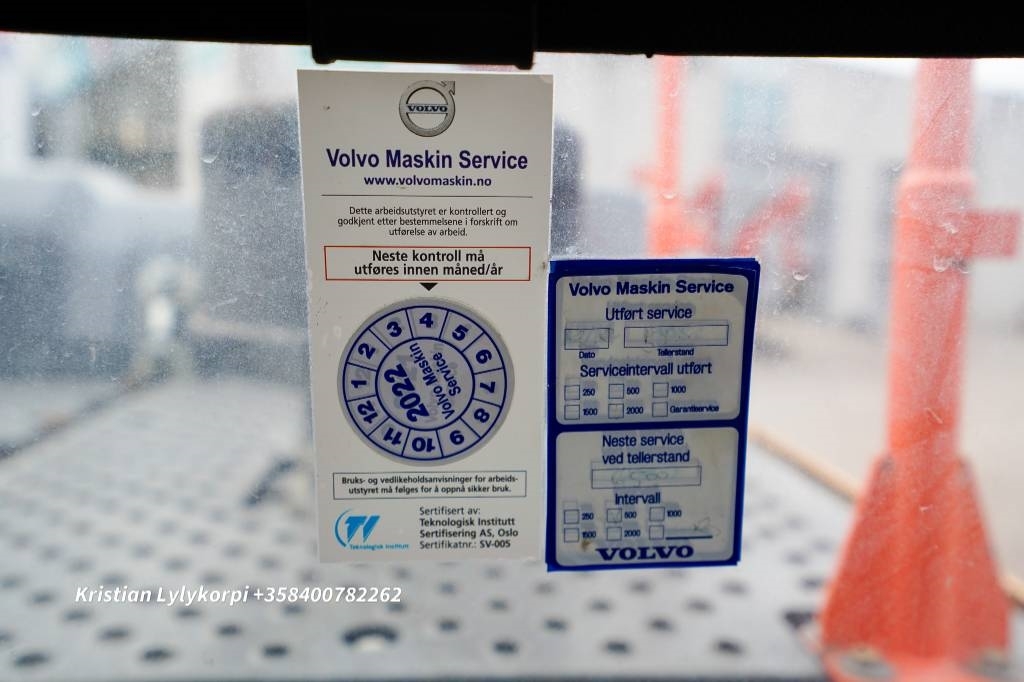 VOLVO
Volvo Maskin Service
www.volvomaskin.no
Dette arbeidsutstyret er kontrollert og
godkjent etter bestemmelsene i forskrift om
utførelse av arbeid.
Neste kontroll må
utføres innen måned/år
1 2 3 4 5 6 7 8 9 10 11 12
2022
Volvo Maskin
Service
Bruks- og vedlikeholdsanvisninger for arbeids-
utstyret må følges for å oppnå sikker bruk.
Teknologisk Institutt
Sertifisert av:
Teknologisk Institutt
Sertifisering AS, Oslo
Sertifikatnr.: SV-005
Volvo Maskin Service
Utført service
Dato Tellerstand
Serviceintervall utført
250 500 1000
1500 2000 Garantiservice
Neste service
ved tellerstand
Intervall
250 500 1000
1500 2000
VOLVO
Kristian Lylykorpi +358400782262